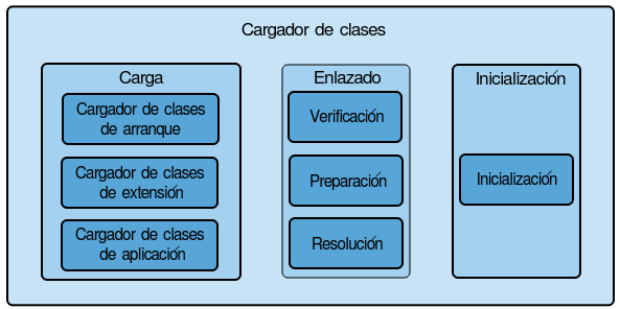 Cargador de clases
Carga
Cargador de clases
de arranque
Cargador de clases
de extensión
Cargador de clases
de aplicación
Enlazado
Verificación
Preparación
Resolución
Inicialización
Inicialización